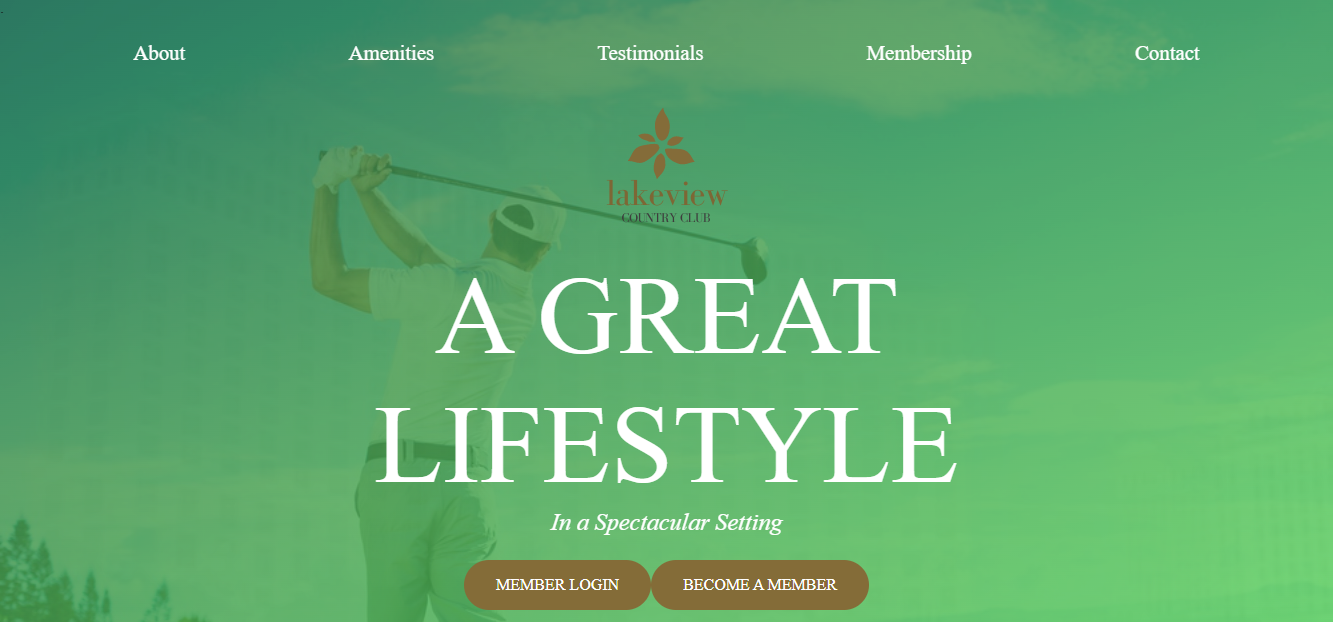 About Amenities Testimonials Membership Contact
lakeview
COUNTRY CLUB
A GREAT
LIFESTYLE
In a Spectacular Setting
MEMBER LOGIN BECOME A MEMBER